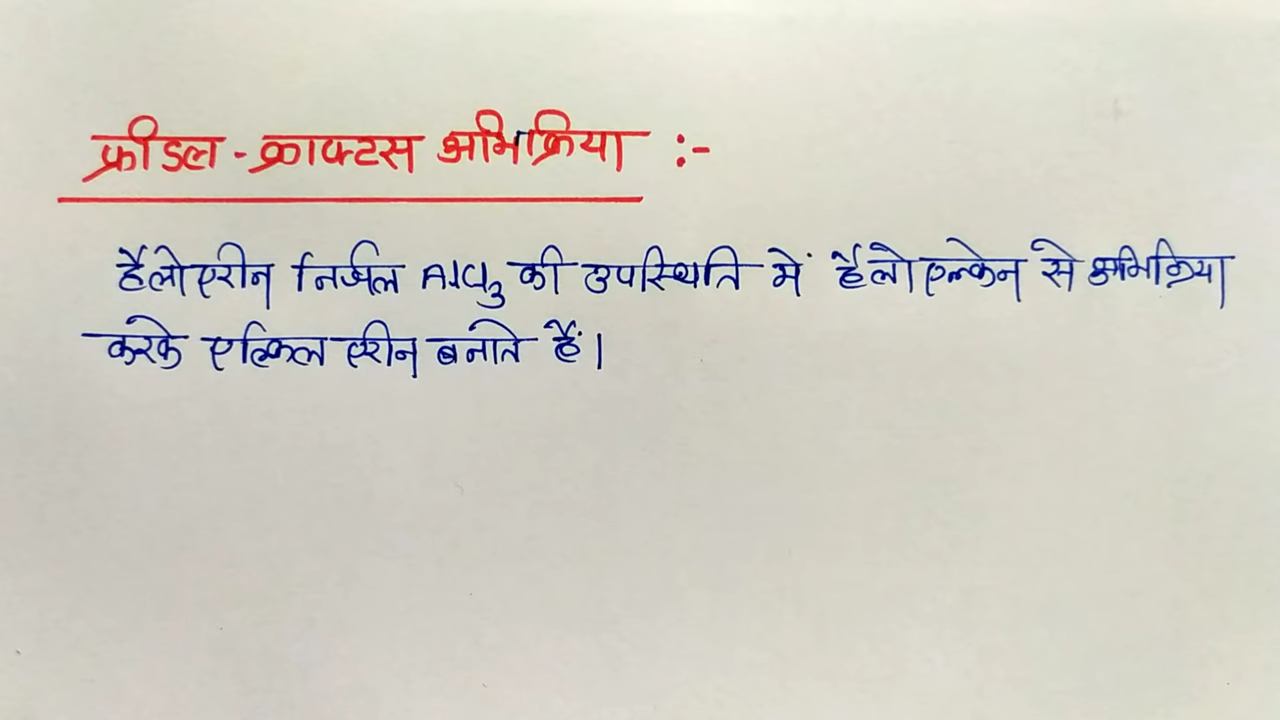 फ्रीडल-क्राफ्टस अभिक्रिया :-
हैलोएरीन निर्जल AlCl₃ की उपस्थिति में हैलोएल्केन से अभिक्रिया
करके एल्किल एरीन बनाते हैं।